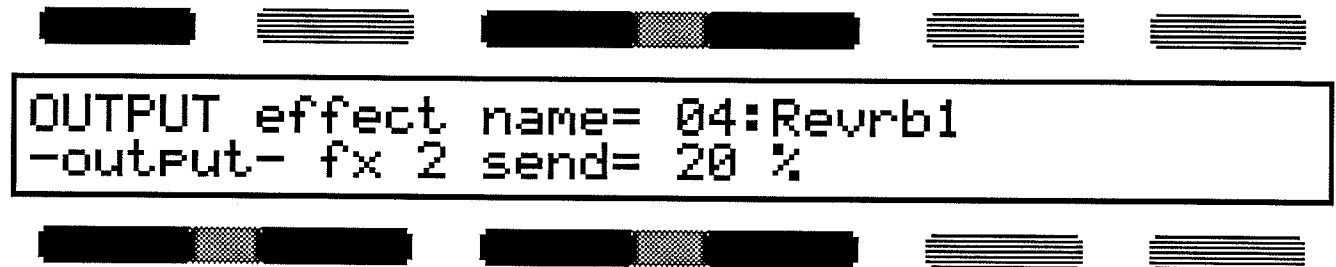 OUTPUT effect name= 04:Revrb1
-output- fx 2 send= 20 %